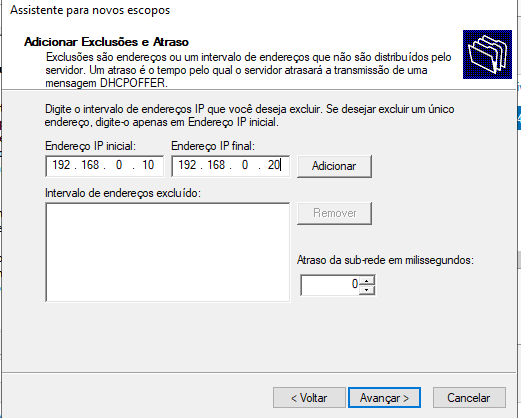 Assistente para novos escopos
Adicionar Exclusões e Atraso
Exclusões são endereços ou um intervalo de endereços que não são distribuídos pelo
servidor. Um atraso é o tempo pelo qual o servidor atrasará a transmissão de uma
mensagem DHCPOFFER.
Digite o intervalo de endereços IP que você deseja excluir. Se desejar excluir um único
endereço, digite-o apenas em Endereço IP inicial.
Endereço IP inicial: Endereço IP final:
192 . 168 . 0 . 10 192 . 168 . 0 . 20 Adicionar
Intervalo de endereços excluído:
Remover
Atraso da sub-rede em milissegundos:
0
< Voltar Avançar > Cancelar